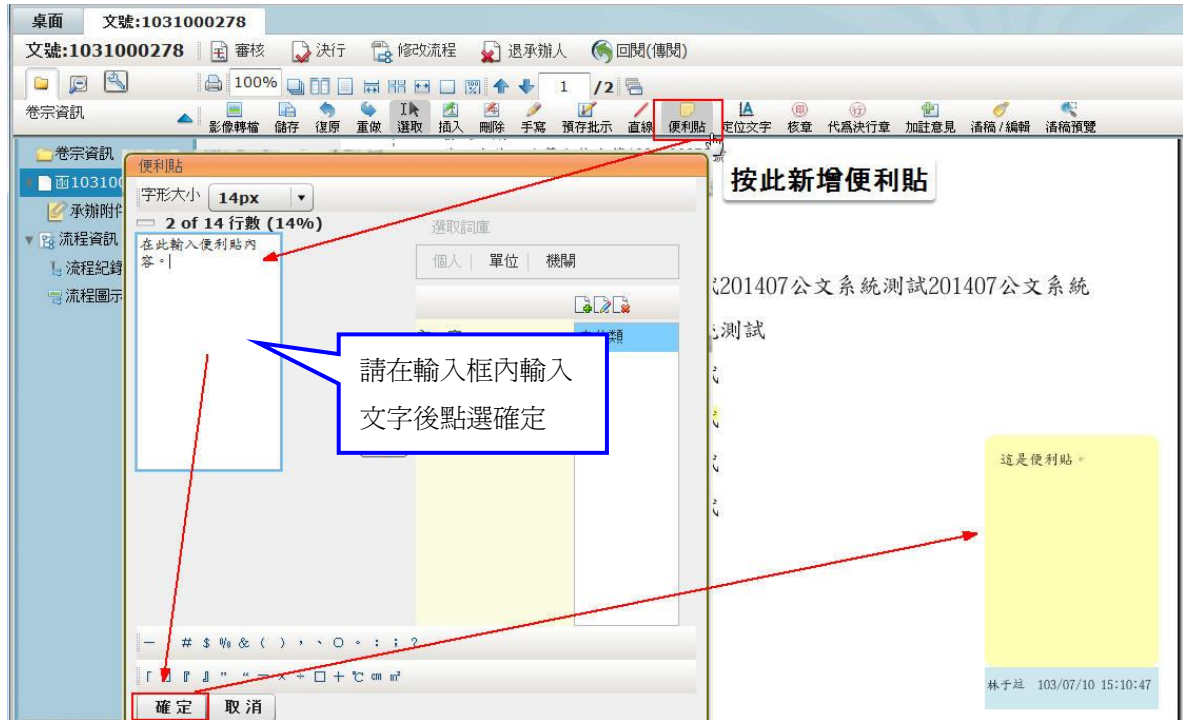 桌面 文號:1031000278
文號:1031000278 審核 決行 修改流程 退承辦人 回閱(傳閱)
100% 1 /2
卷宗資訊 影像轉檔 儲存 復原 重做 選取 插入 刪除 手寫 預存批示 直線 便利貼 定位文字 核章 代為決行章 加註意見 清稿/編輯 清稿預覽
卷宗資訊
函10310
承辦附件
流程資訊
流程紀錄
流程圖示
便利貼
字形大小 14px
2 of 14 行數 (14%)
在此輸入便利貼內
容。
選取詞庫
個人 | 單位 | 機關
類
請在輸入框內輸入
文字後點選確定
按此新增便利貼
201407公文系統測試201407公文系統
測試
這是便利貼。
103/07/10 15:10:47
— # $ % & ( ) , 、 ○ 。 : ; ?
『 』 ” “ = × ÷ □ + ℃ ㎝ ㎡
確定 取消